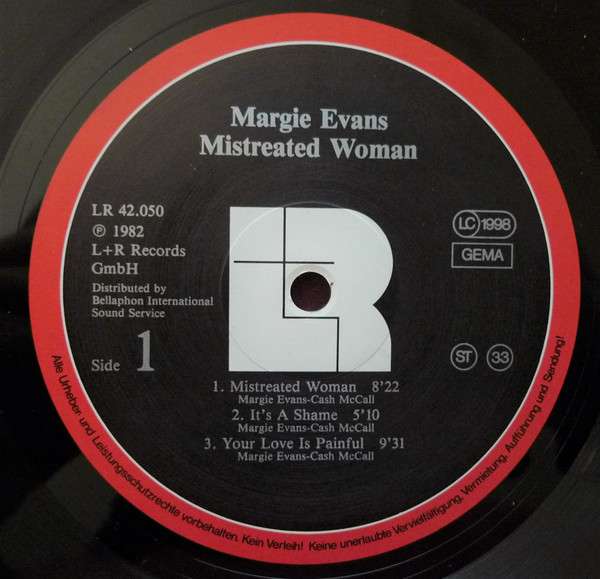 Margie Evans
Mistreated Woman
LR 42.050
℗ 1982
L+R Records
GmbH
Distributed by
Bellaphon International
Sound Service
Side 1
LC 1998
GEMA
ST 33
1. Mistreated Woman 8'22
Margie Evans-Cash McCall
2. It's A Shame 5'10
Margie Evans-Cash McCall
3. Your Love Is Painful 9'31
Margie Evans-Cash McCall
Alle Urheber- und Leistungsschutzrechte vorbehalten. Kein Verleih! Keine unerlaubte Vervielfältigung, Vermietung, Aufführung und Sendung!